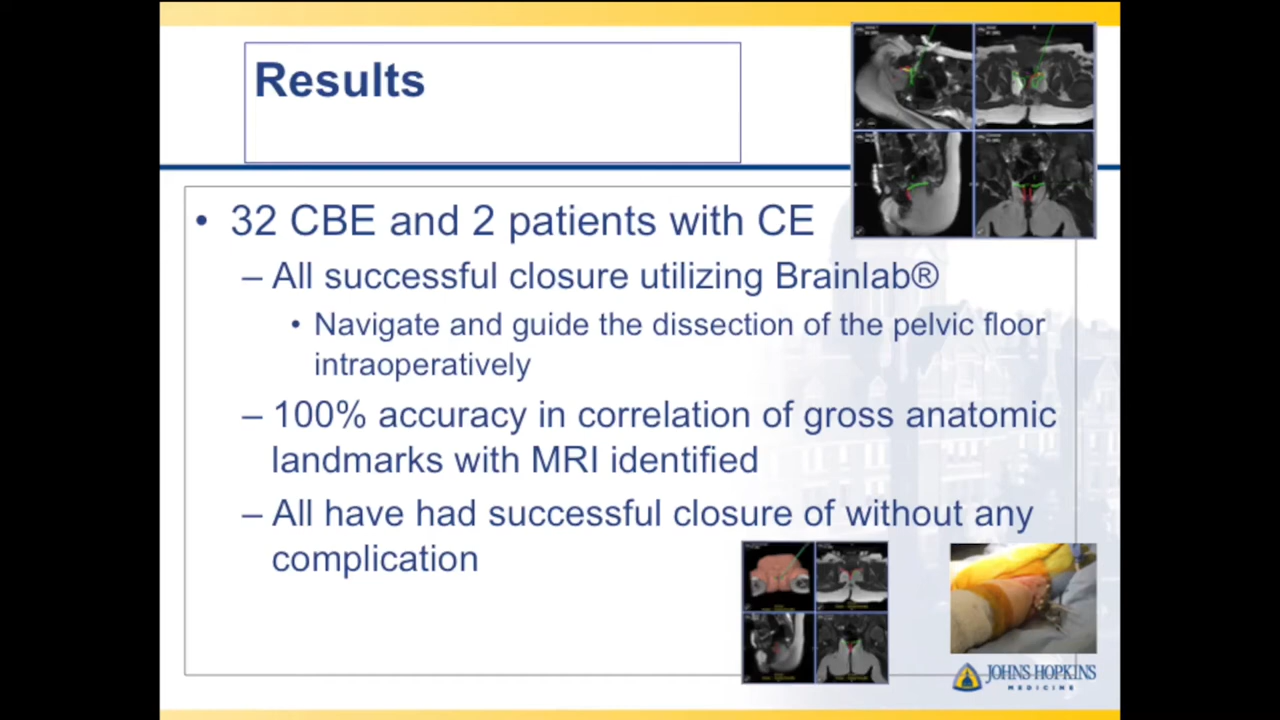 Results
• 32 CBE and 2 patients with CE
– All successful closure utilizing Brainlab®
• Navigate and guide the dissection of the pelvic floor
intraoperatively
– 100% accuracy in correlation of gross anatomic
landmarks with MRI identified
– All have had successful closure of without any
complication
JOHNS HOPKINS
MEDICINE